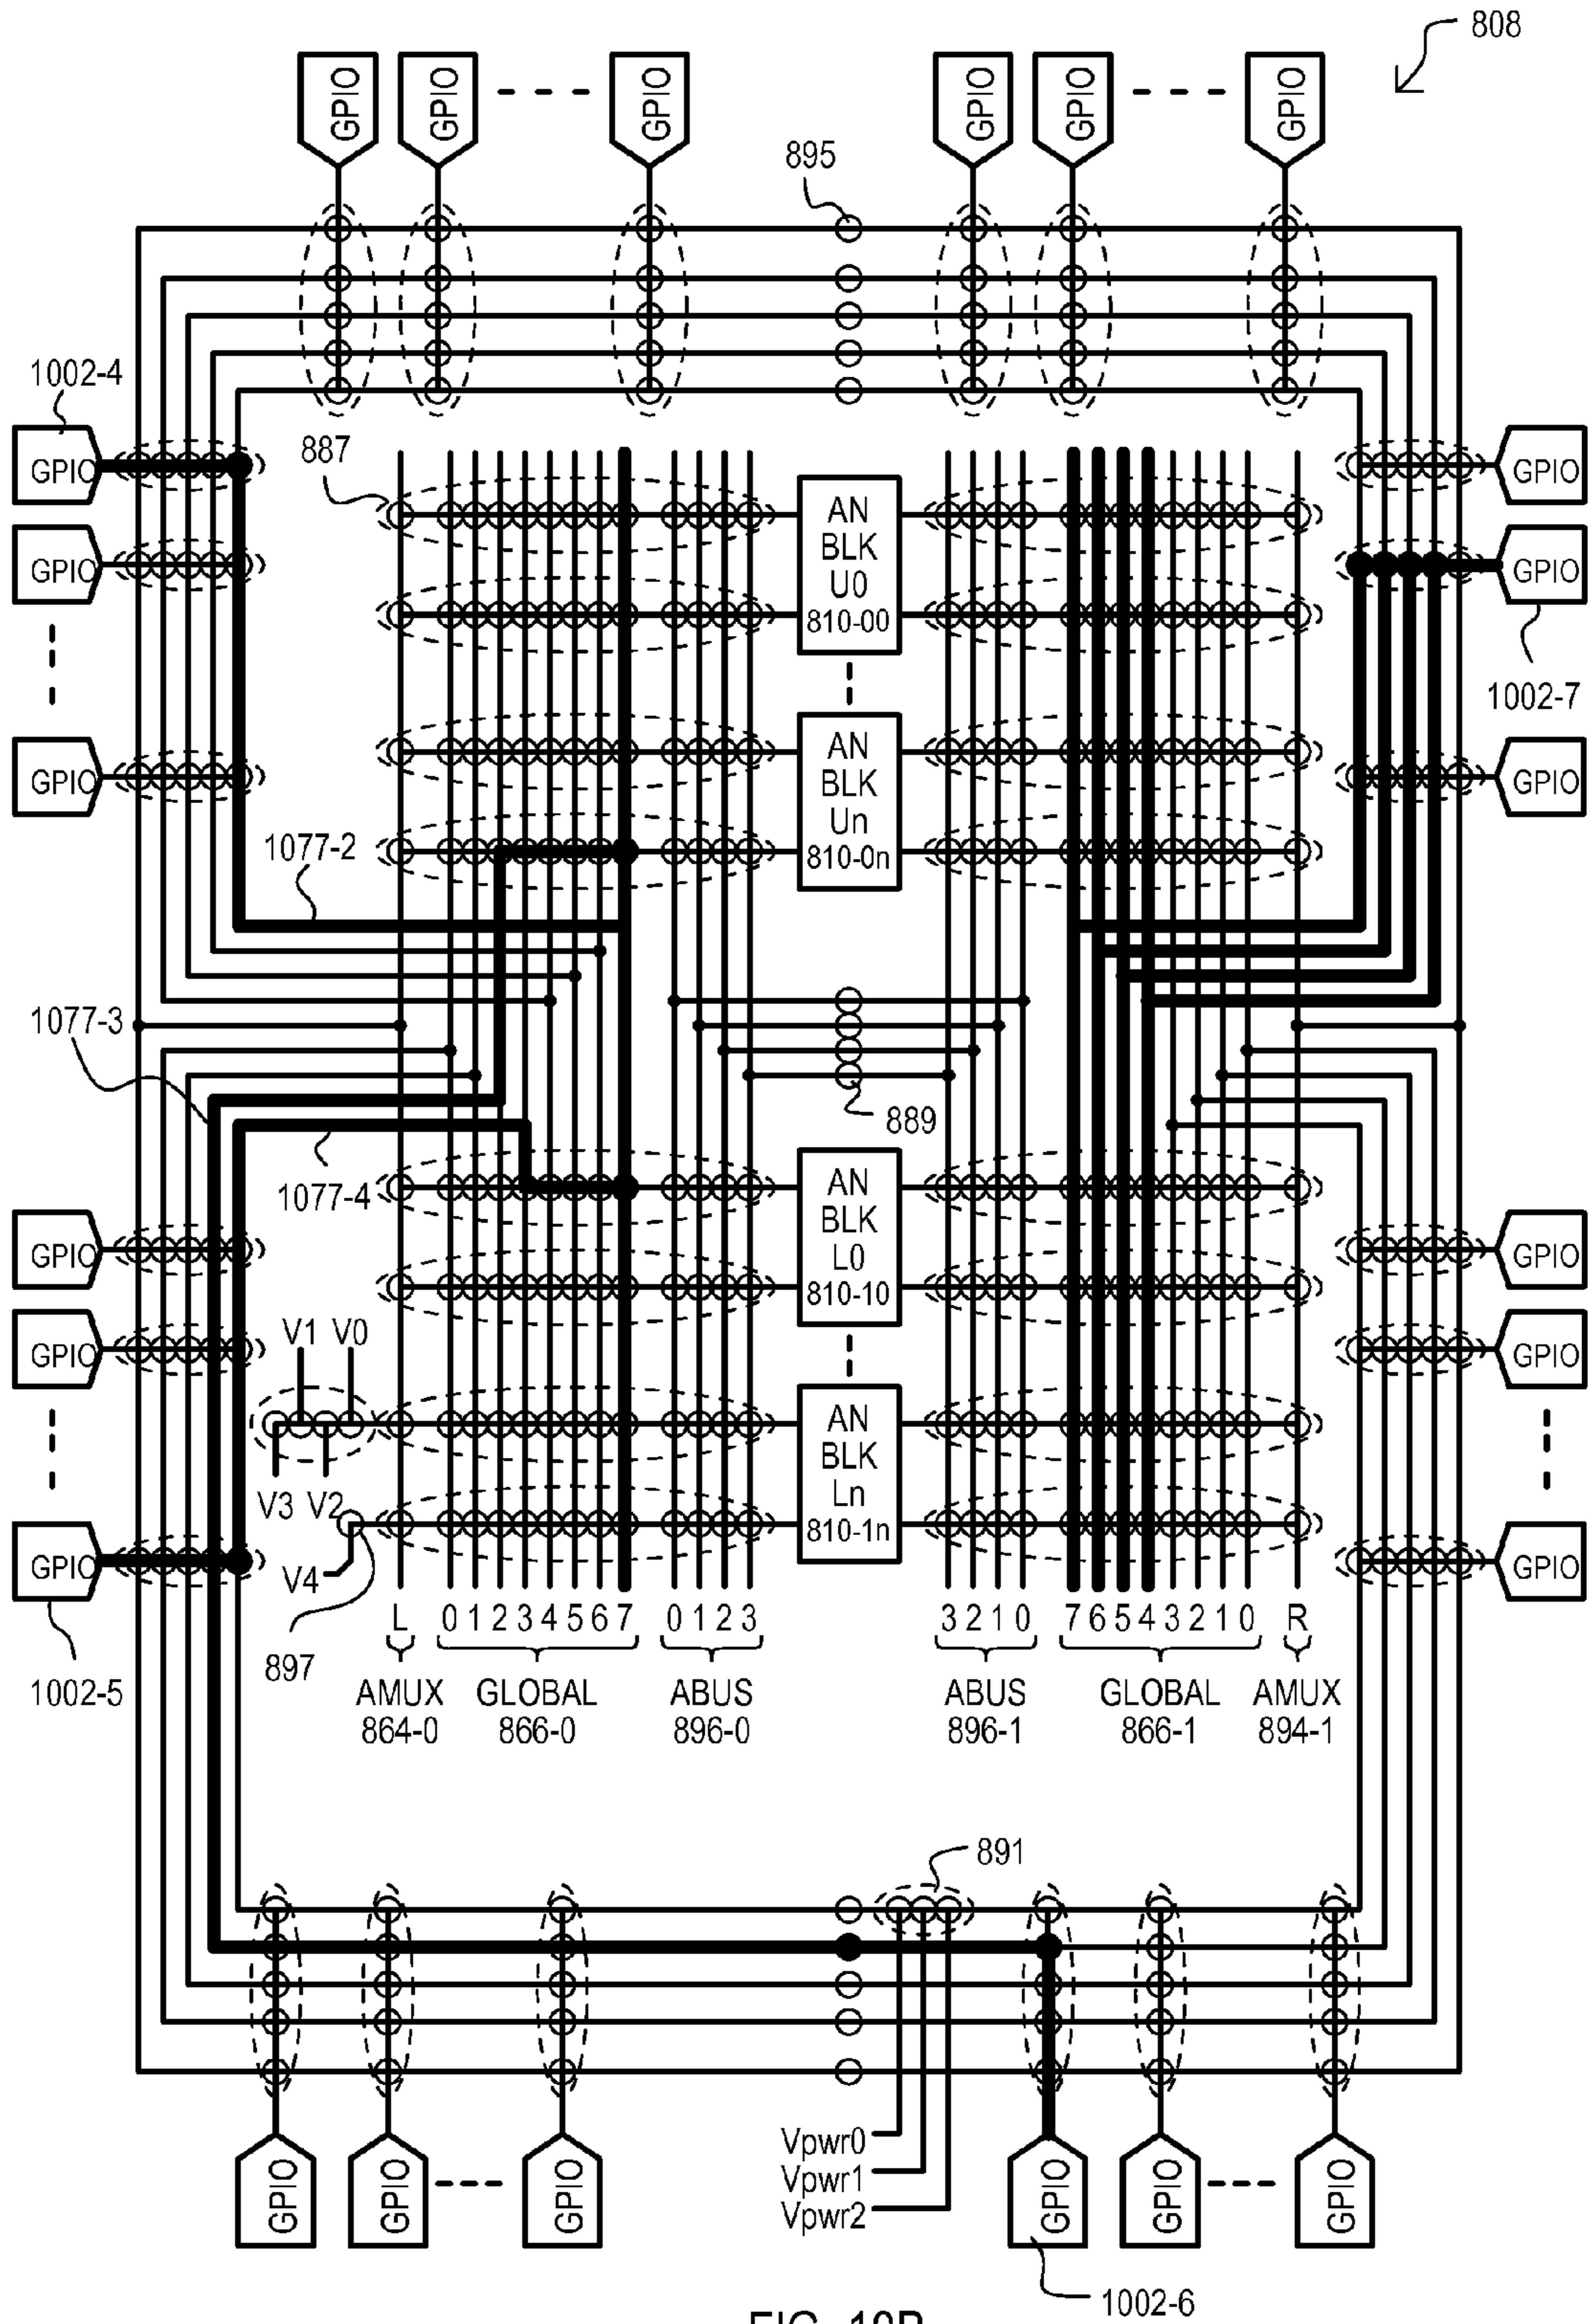 808
GPIO GPIO GPIO GPIO GPIO GPIO
895
1002-4
887
GPIO
AN
BLK
U0
810-00
GPIO
GPIO
GPIO
1002-7
GPIO
AN
BLK
Un
810-0n
GPIO
1077-2
1077-3
889
1077-4
GPIO
AN
BLK
L0
810-10
GPIO
V1 V0
GPIO
GPIO
V3 V2
AN
BLK
Ln
810-1n
GPIO
V4
GPIO
897
1002-5
L 0 1 2 3 4 5 6 7 0 1 2 3 3 2 1 0 7 6 5 4 3 2 1 0 R
AMUX GLOBAL ABUS ABUS GLOBAL AMUX
864-0 866-0 896-0 896-1 866-1 894-1
891
Vpwr0
Vpwr1
Vpwr2
GPIO GPIO GPIO GPIO GPIO GPIO
1002-6